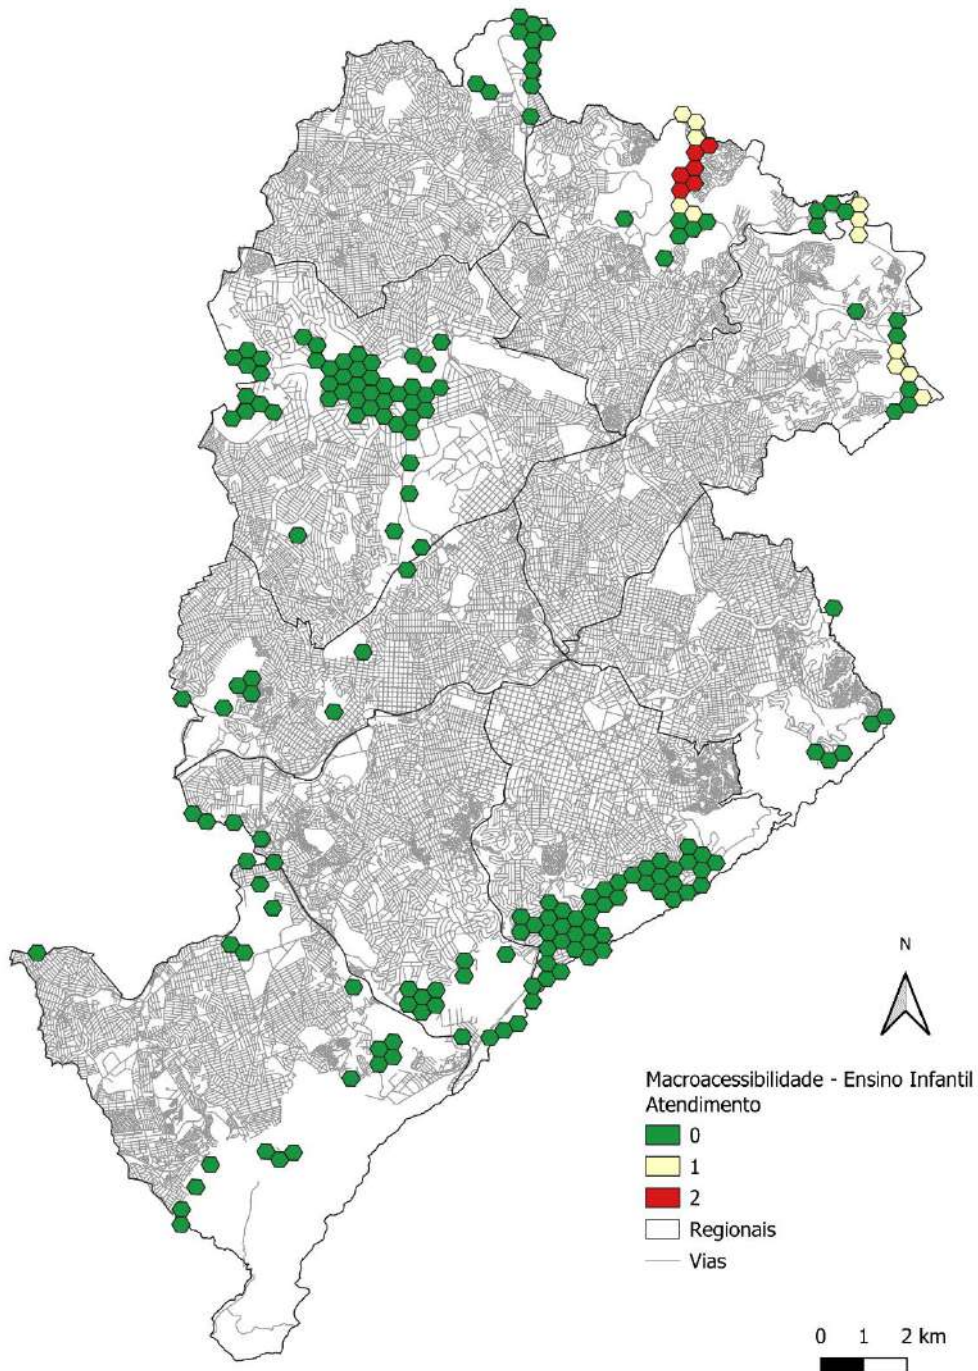 N
Macroacessibilidade - Ensino Infantil
Atendimento
0
1
2
Regionais
Vias
0 1 2 km